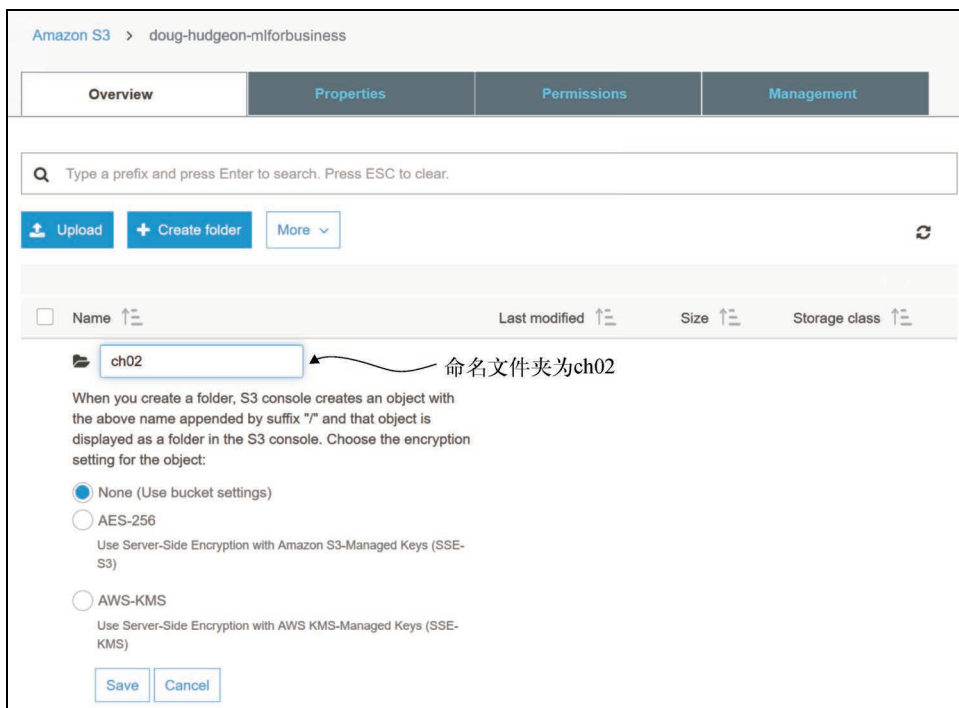 Amazon S3 > doug-hudgeon-mlforbusiness
Overview
Properties
Permissions
Management
Type a prefix and press Enter to search. Press ESC to clear.
Upload
Create folder
More
Name
Last modified
Size
Storage class
ch02
命名文件夹为ch02
When you create a folder, S3 console creates an object with
the above name appended by suffix "/" and that object is
displayed as a folder in the S3 console. Choose the encryption
setting for the object:
None (Use bucket settings)
AES-256
Use Server-Side Encryption with Amazon S3-Managed Keys (SSE-
S3)
AWS-KMS
Use Server-Side Encryption with AWS KMS-Managed Keys (SSE-
KMS)
Save
Cancel